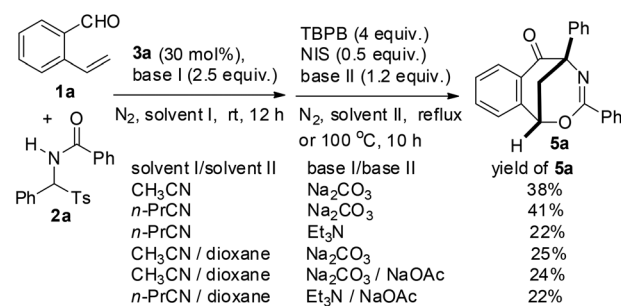 CHO
1a
+
O
H
N
Ph
Ph
Ts
2a
3a (30 mol%),
base I (2.5 equiv.)
N2, solvent I, rt, 12 h
TBPB (4 equiv.)
NIS (0.5 equiv.)
base II (1.2 equiv.)
N2, solvent II, reflux
or 100 °C, 10 h
O
Ph
N
H
O
Ph
5a
solvent I/solvent II base I/base II yield of 5a
CH3CN Na2CO3 38%
n-PrCN Na2CO3 41%
n-PrCN Et3N 22%
CH3CN / dioxane Na2CO3 25%
CH3CN / dioxane Na2CO3 / NaOAc 24%
n-PrCN / dioxane Et3N / NaOAc 22%